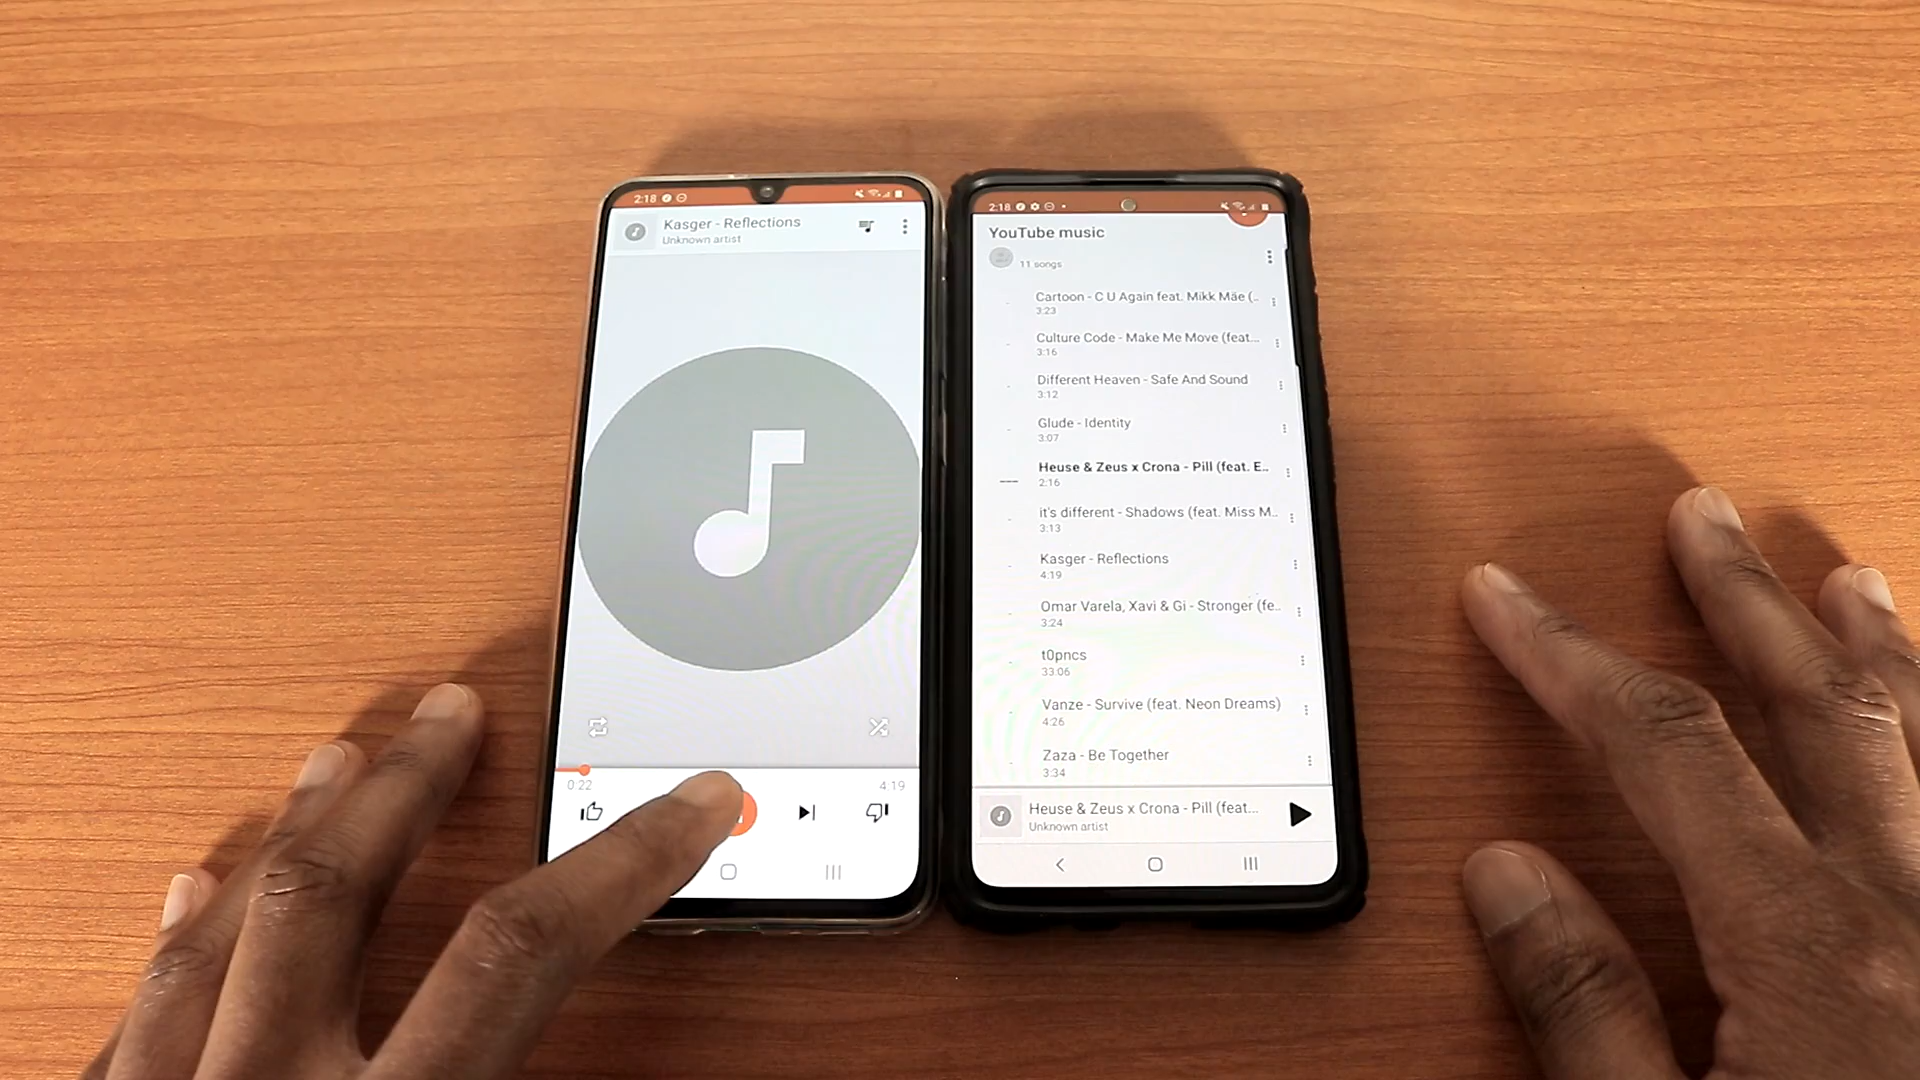 2:18
Kasger - Reflections
Unknown artist
0:22
4:19
2:18
YouTube music
11 songs
Cartoon - C U Again feat. Mikk Mäe (..
3:23
Culture Code - Make Me Move (feat...
3:16
Different Heaven - Safe And Sound
3:12
Glude - Identity
3:07
Heuse & Zeus x Crona - Pill (feat. E..
2:16
it's different - Shadows (feat. Miss M..
3:13
Kasger - Reflections
4:19
Omar Varela, Xavi & Gi - Stronger (fe..
3:24
t0pncs
33:06
Vanze - Survive (feat. Neon Dreams)
4:26
Zaza - Be Together
3:34
Heuse & Zeus x Crona - Pill (feat...
Unknown artist